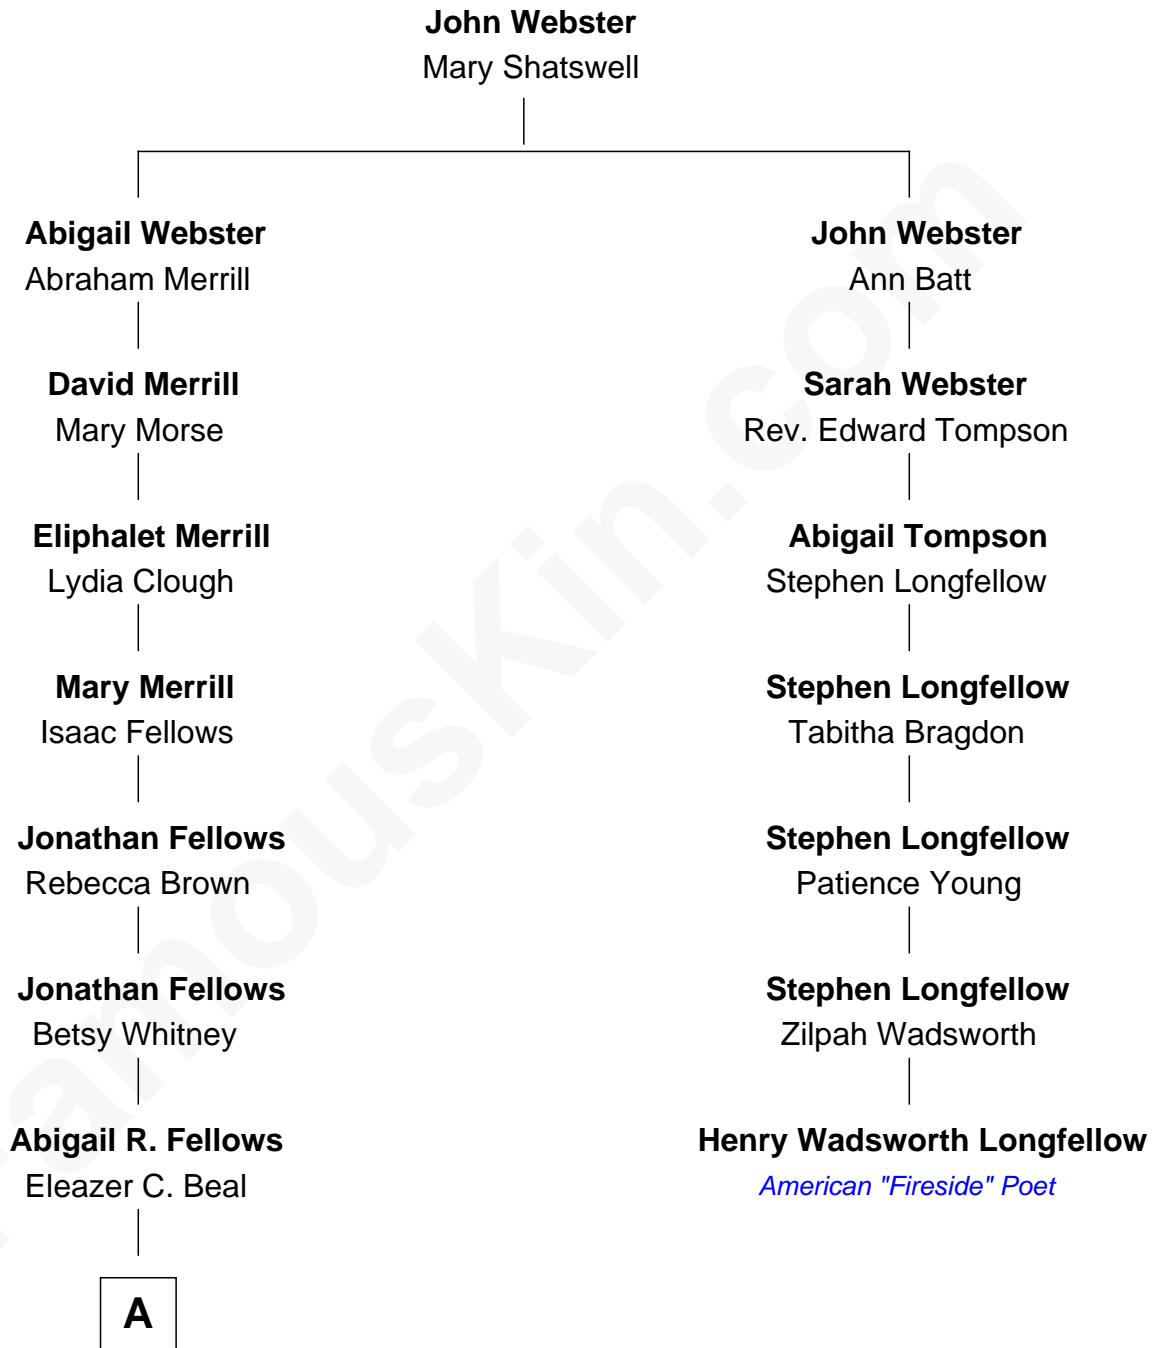 John Webster
Mary Shatswell
Abigail Webster
Abraham Merrill
John Webster
Ann Batt
David Merrill
Mary Morse
Sarah Webster
Rev. Edward Tompson
Eliphalet Merrill
Lydia Clough
Abigail Tompson
Stephen Longfellow
Mary Merrill
Isaac Fellows
Stephen Longfellow
Tabitha Bragdon
Jonathan Fellows
Rebecca Brown
Stephen Longfellow
Patience Young
Jonathan Fellows
Betsy Whitney
Stephen Longfellow
Zilpah Wadsworth
Abigail R. Fellows
Eleazer C. Beal
Henry Wadsworth Longfellow
American "Fireside" Poet
A
FamousKin.com